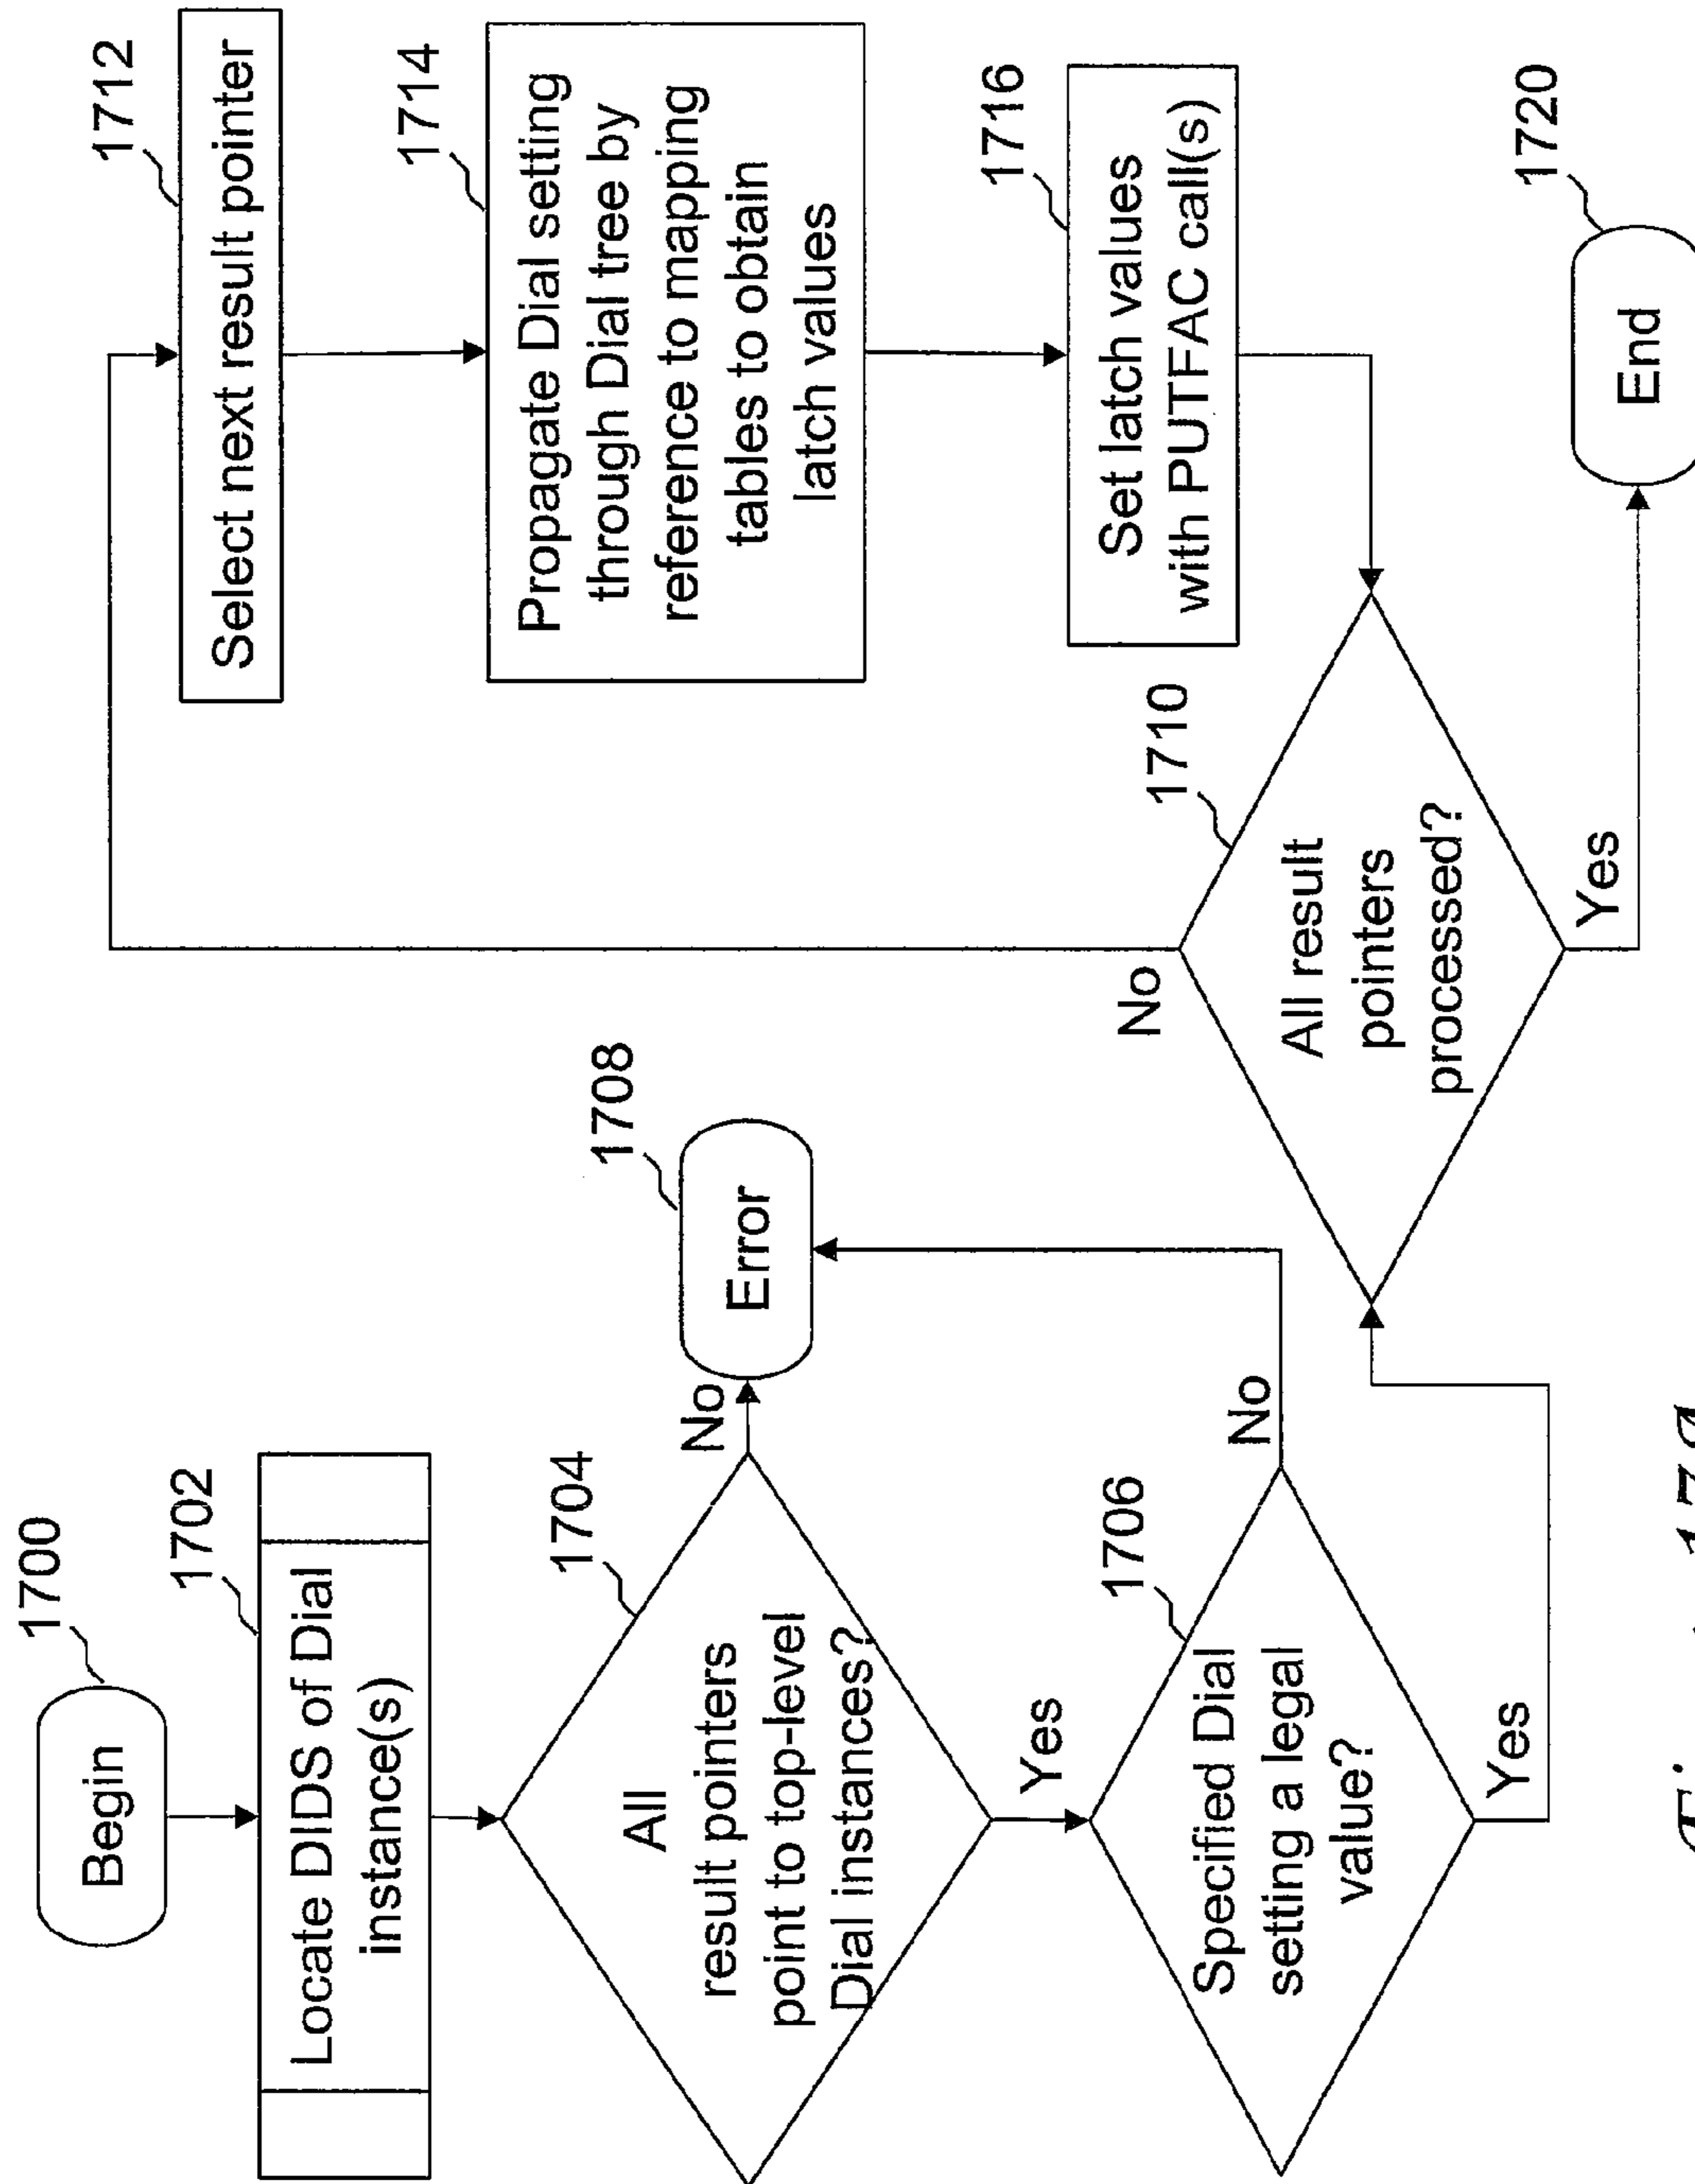 1700
Begin
1702
Locate DIDS of Dial
instance(s)
1704
All
result pointers
point to top-level
Dial instances?
No
1708
Error
Yes
1706
Specified Dial
setting a legal
value?
No
Yes
1710
All result
pointers
processed?
No
Yes
1712
Select next result pointer
1714
Propagate Dial setting
through Dial tree by
reference to mapping
tables to obtain
latch values
1716
Set latch values
with PUTFAC call(s)
1720
End